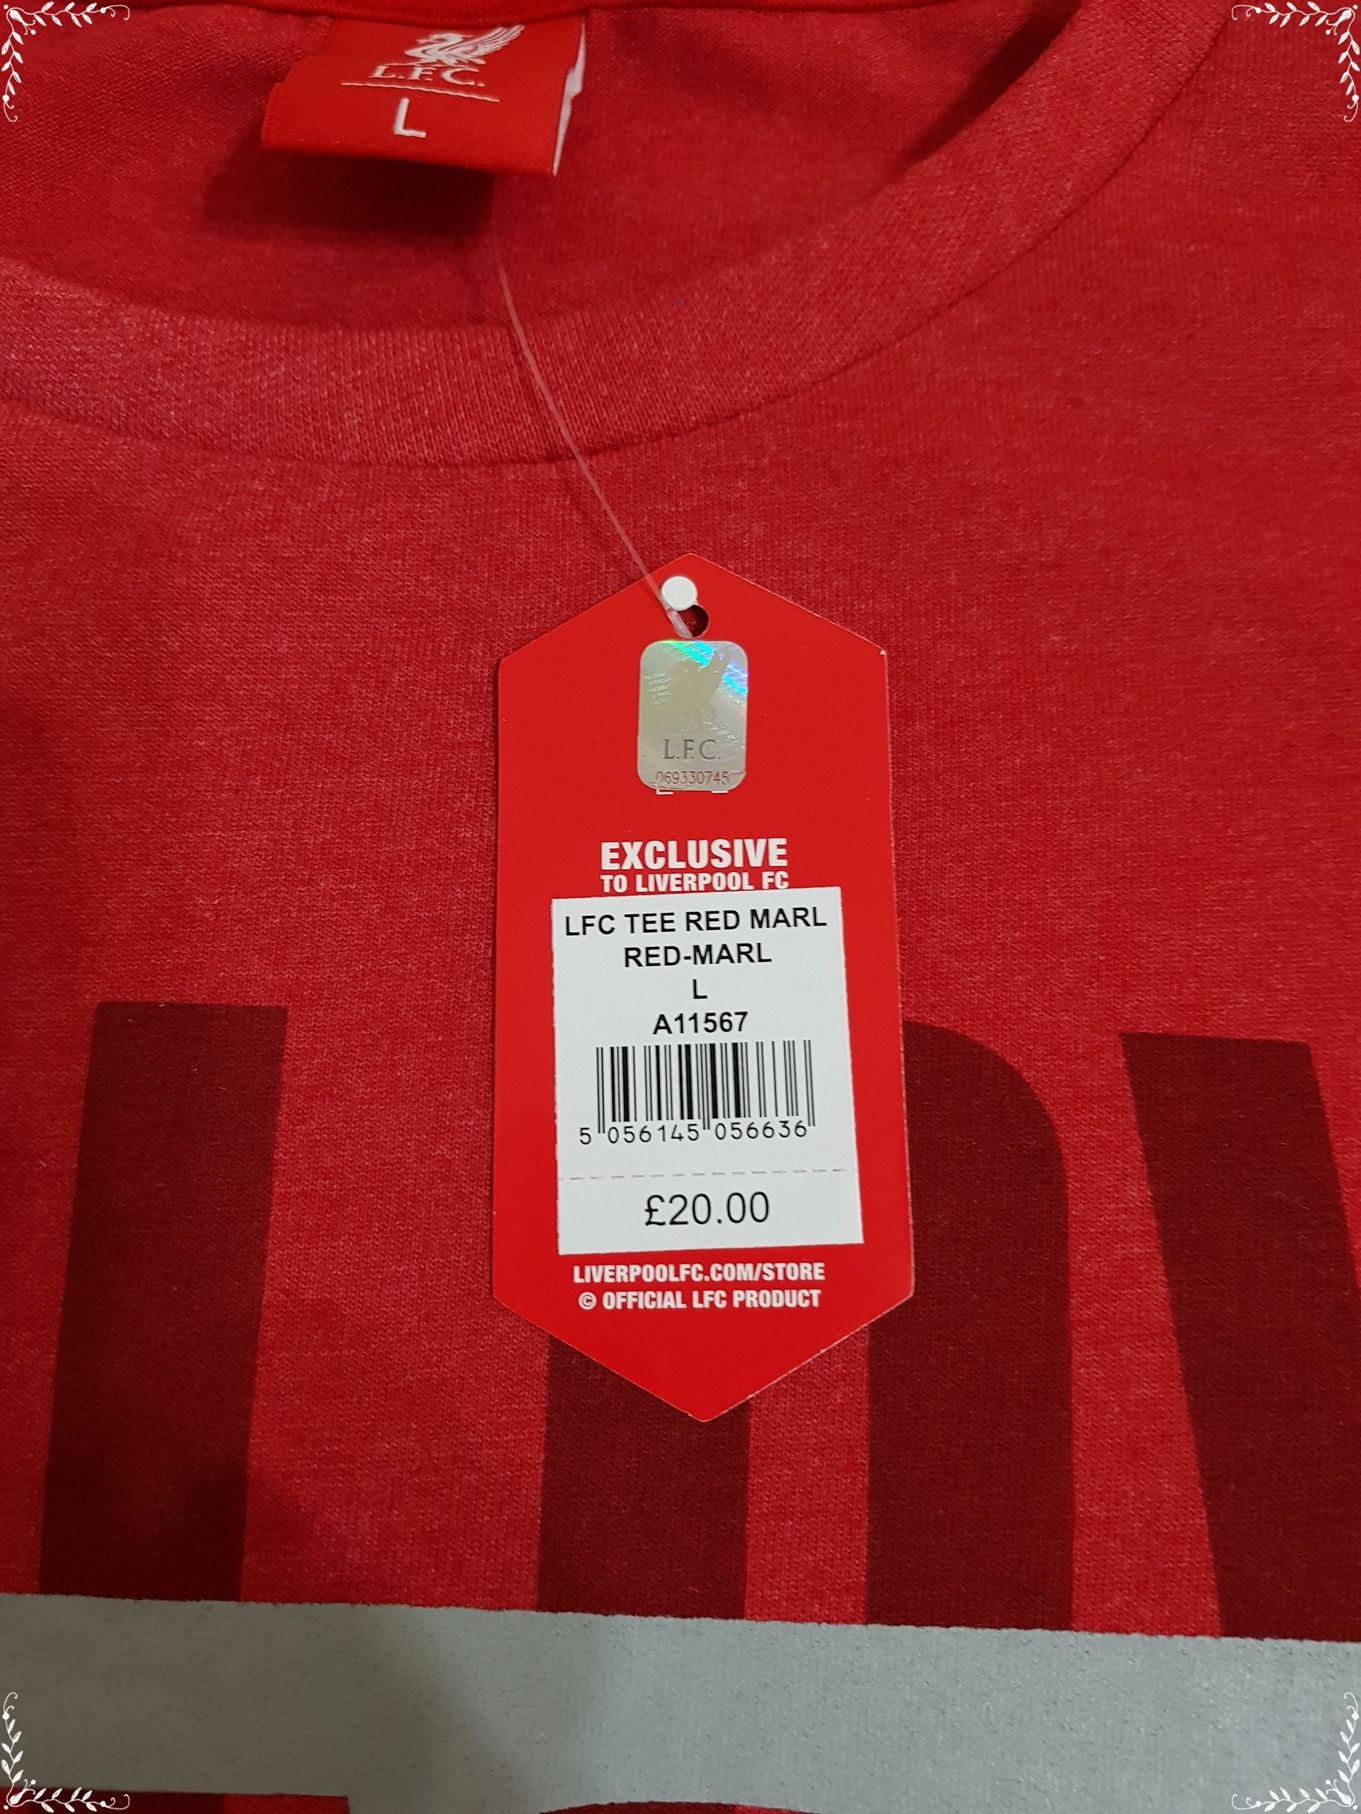 L.F.C.
L
L.F.C.
069330745
EXCLUSIVE
TO LIVERPOOL FC
LFC TEE RED MARL
RED-MARL
L
A11567
5 056145 056636
£20.00
LIVERPOOLFC.COM/STORE
© OFFICIAL LFC PRODUCT